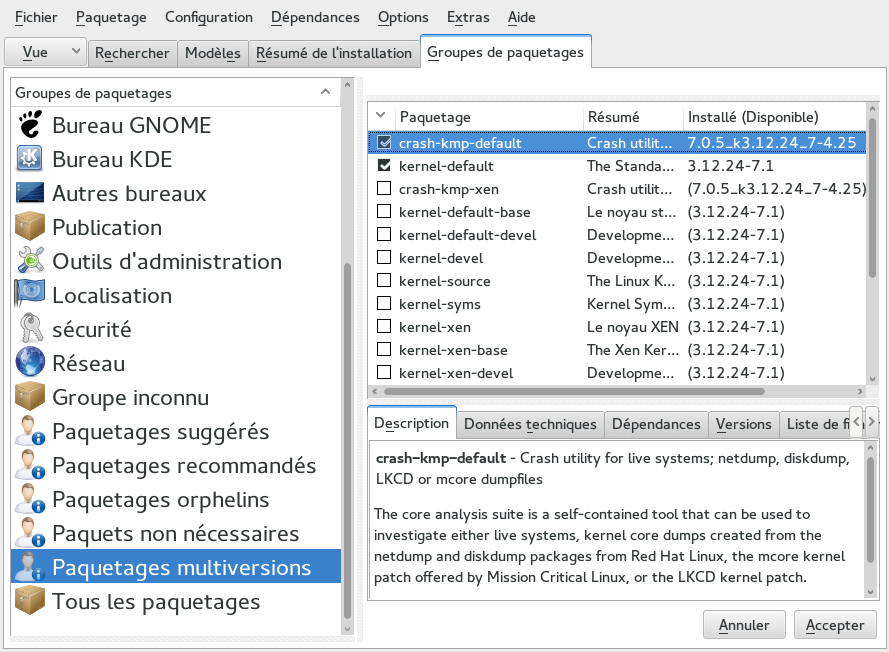 Fichier Paquetage Configuration Dépendances Options Extras Aide
Vue Rechercher Modèles Résumé de l'installation Groupes de paquetages
Groupes de paquetages
Bureau GNOME
Bureau KDE
Autres bureaux
Publication
Outils d'administration
Localisation
sécurité
Réseau
Groupe inconnu
Paquetages suggérés
Paquetages recommandés
Paquetages orphelins
Paquets non nécessaires
Paquetages multiversions
Tous les paquetages
Paquetage Résumé Installé (Disponible)
crash-kmp-default Crash utilit... 7.0.5_k3.12.24_7-4.25
kernel-default The Standa... 3.12.24-7.1
crash-kmp-xen Crash utilit... (7.0.5_k3.12.24_7-4.25)
kernel-default-base Le noyau st... (3.12.24-7.1)
kernel-default-devel Developme... (3.12.24-7.1)
kernel-devel Developme... (3.12.24-7.1)
kernel-source The Linux K... (3.12.24-7.1)
kernel-syms Kernel Sym... (3.12.24-7.1)
kernel-xen Le noyau XEN (3.12.24-7.1)
kernel-xen-base The Xen Ker... (3.12.24-7.1)
kernel-xen-devel Developme... (3.12.24-7.1)
Description Données techniques Dépendances Versions Liste de
crash-kmp-default - Crash utility for live systems; netdump, diskdump,
LKCD or mcore dumpfiles
The core analysis suite is a self-contained tool that can be used to
investigate either live systems, kernel core dumps created from the
netdump and diskdump packages from Red Hat Linux, the mcore kernel
patch offered by Mission Critical Linux, or the LKCD kernel patch.
Annuler Accepter